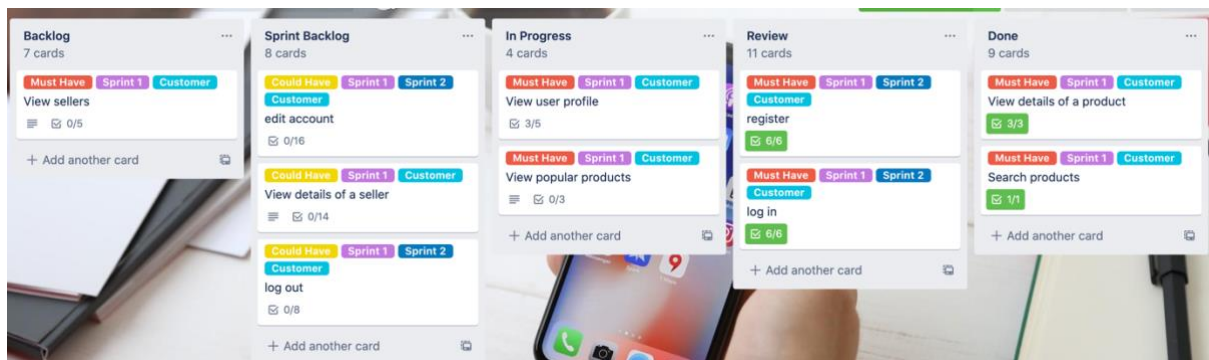 Backlog
7 cards
Must Have Sprint 1 Customer
View sellers
0/5
+ Add another card
Sprint Backlog
8 cards
Could Have Sprint 1 Sprint 2
Customer
edit account
0/16
Could Have Sprint 1 Customer
View details of a seller
0/14
Could Have Sprint 1 Sprint 2
Customer
log out
0/8
+ Add another card
In Progress
4 cards
Must Have Sprint 1 Customer
View user profile
3/5
Must Have Sprint 1 Customer
View popular products
0/3
+ Add another card
Review
11 cards
Must Have Sprint 1 Sprint 2
Customer
register
6/6
Must Have Sprint 1 Sprint 2
Customer
log in
6/6
+ Add another card
Done
9 cards
Must Have Sprint 1 Customer
View details of a product
3/3
Must Have Sprint 1 Customer
Search products
1/1
+ Add another card